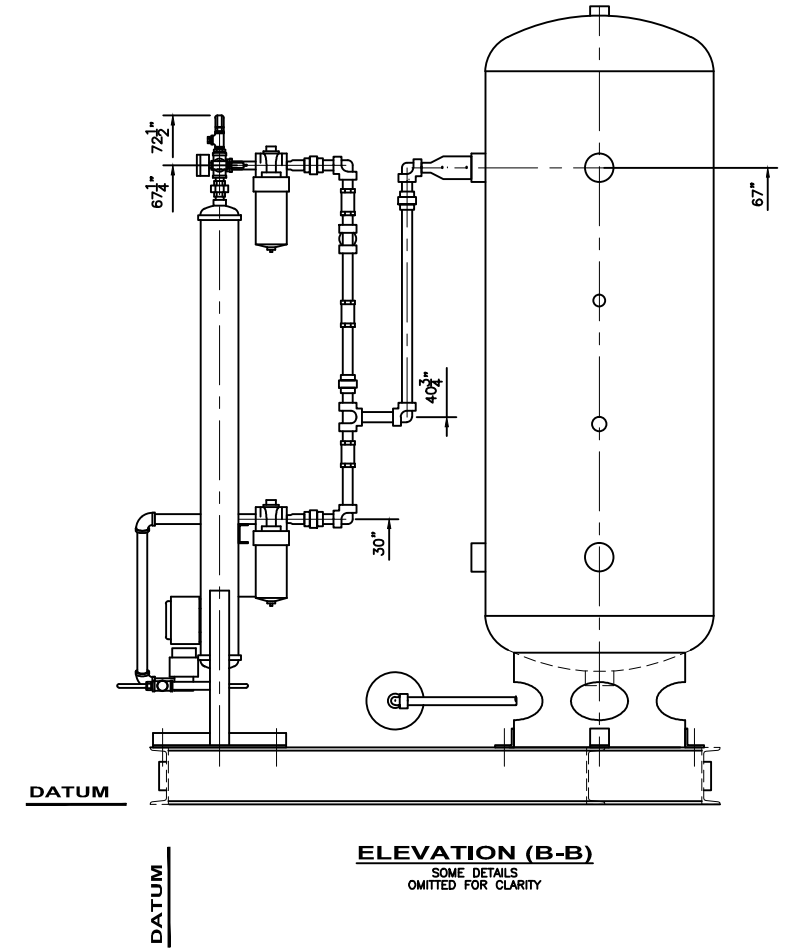 72½"
67¼"
67"
40¾"
30"
DATUM
ELEVATION (B-B)
SOME DETAILS
OMITTED FOR CLARITY
DATUM